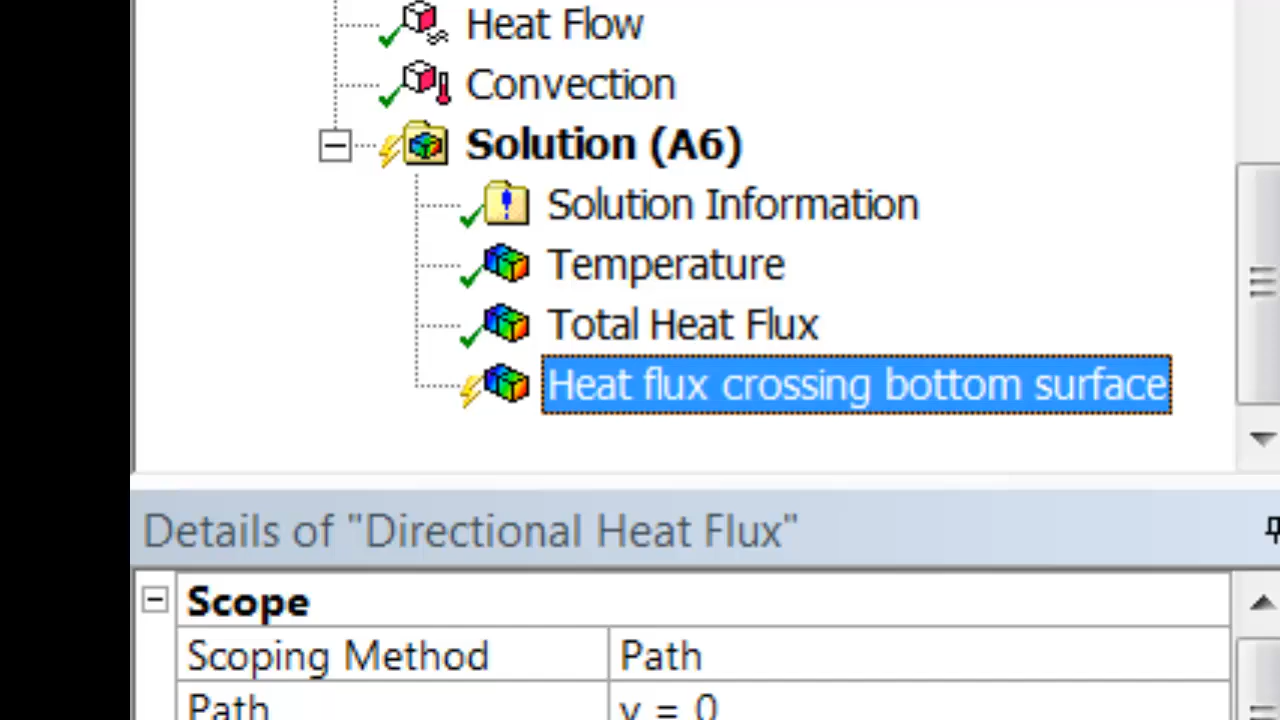 Heat Flow
Convection
Solution (A6)
Solution Information
Temperature
Total Heat Flux
Heat flux crossing bottom surface
Details of "Directional Heat Flux"
Scope
Scoping Method Path
Path y = 0